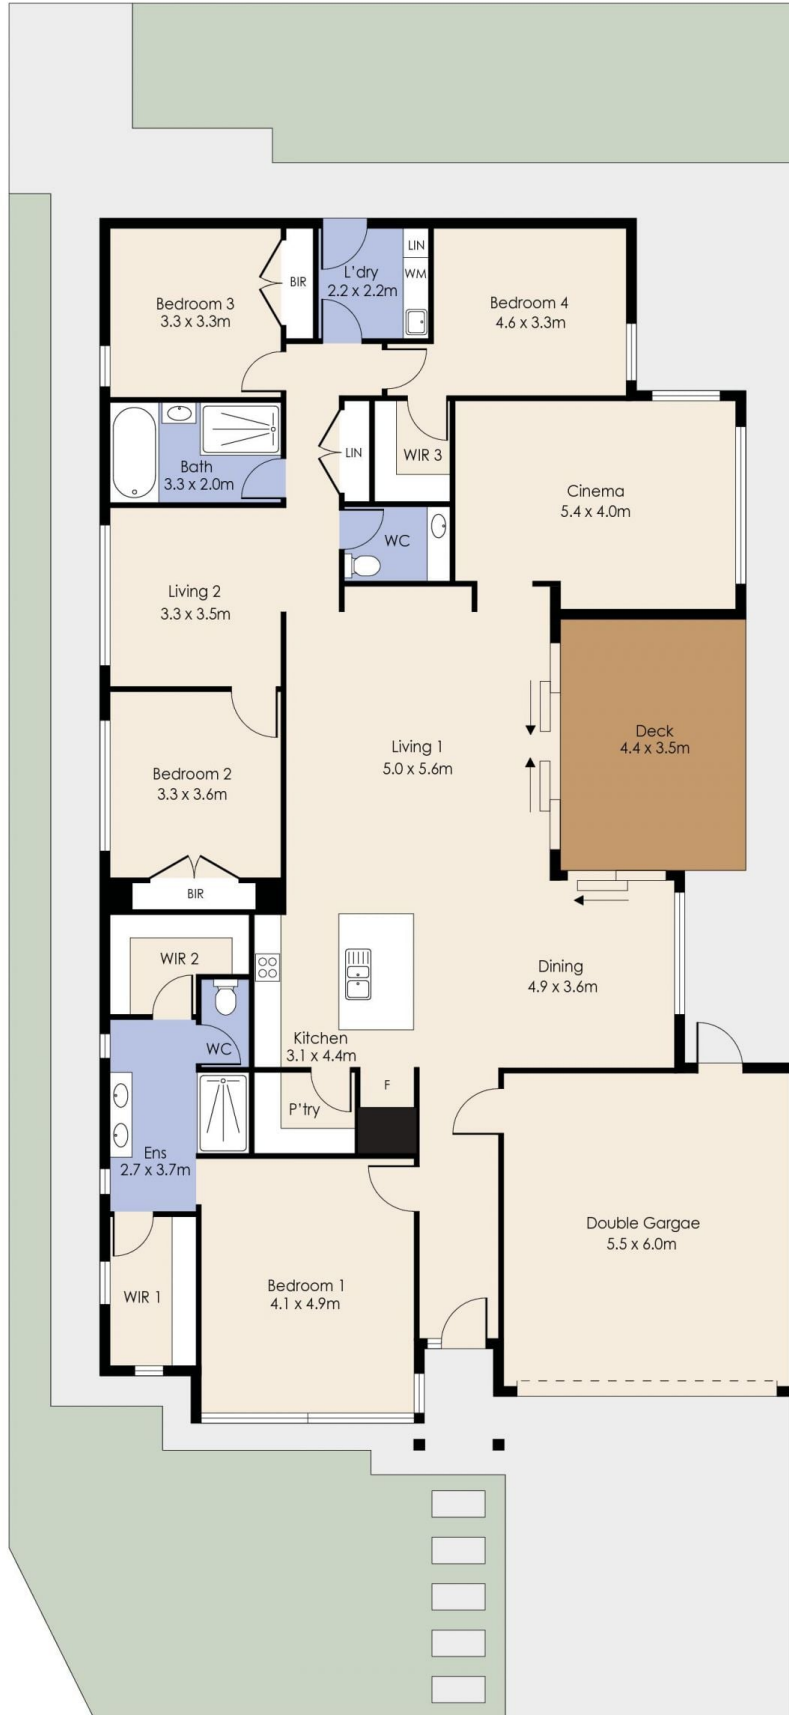 Bedroom 3
3.3 x 3.3m
BIR
L'dry
2.2 x 2.2m
LIN
WM
Bedroom 4
4.6 x 3.3m
Bath
3.3 x 2.0m
LIN
WIR 3
Cinema
5.4 x 4.0m
WC
Living 2
3.3 x 3.5m
Living 1
5.0 x 5.6m
Deck
4.4 x 3.5m
Bedroom 2
3.3 x 3.6m
BIR
WIR 2
WC
Kitchen
3.1 x 4.4m
Dining
4.9 x 3.6m
P'try
F
Ens
2.7 x 3.7m
WIR 1
Bedroom 1
4.1 x 4.9m
Double Gargae
5.5 x 6.0m